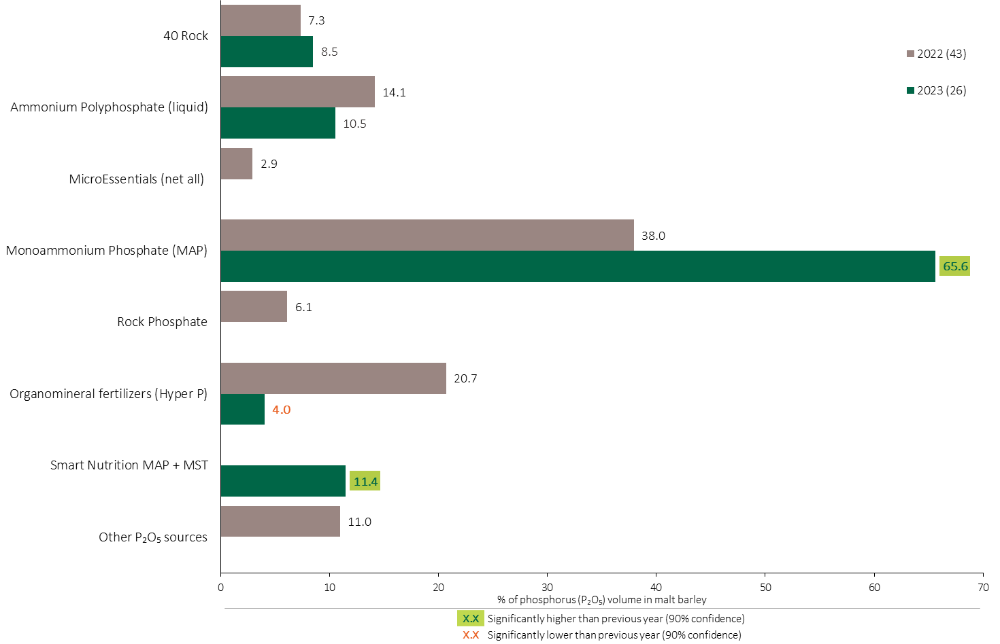 40 Rock
7.3
8.5
2022 (43)
2023 (26)
Ammonium Polyphosphate (liquid)
14.1
10.5
MicroEssentials (net all)
2.9
Monoammonium Phosphate (MAP)
38.0
65.6
Rock Phosphate
6.1
Organomineral fertilizers (Hyper P)
20.7
4.0
Smart Nutrition MAP + MST
11.4
Other P₂O₅ sources
11.0
0 10 20 30 40 50 60 70
% of phosphorus (P₂O₅) volume in malt barley
X.X Significantly higher than previous year (90% confidence)
X.X Significantly lower than previous year (90% confidence)